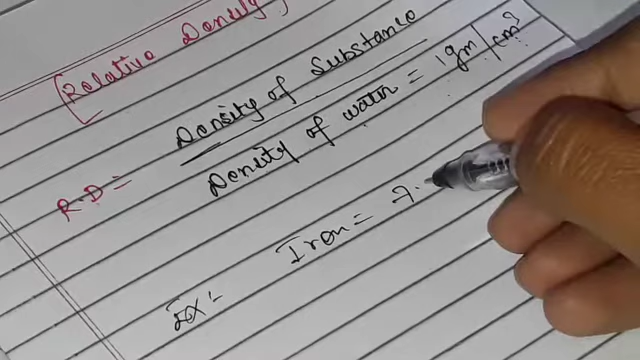 [Relative Density]
R.D = Density of Substance
Density of water = 1 gm/cm³
Ex:- Iron = 7.